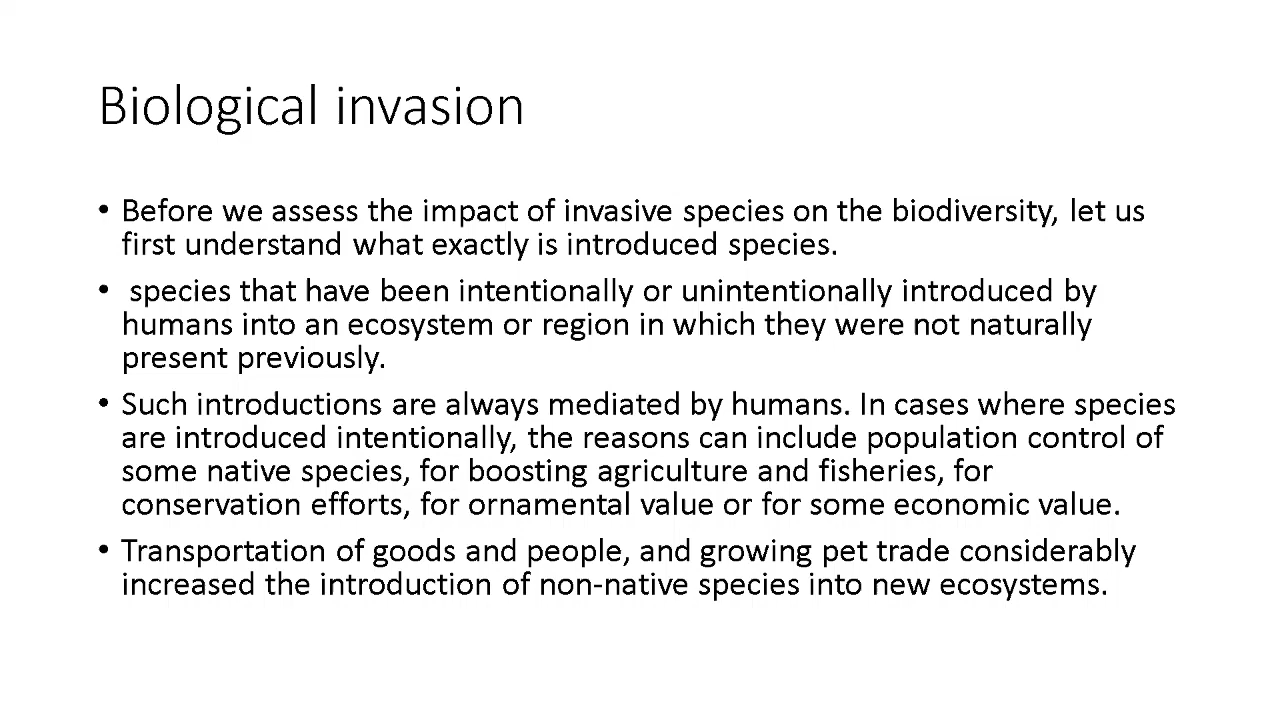 Biological invasion
• Before we assess the impact of invasive species on the biodiversity, let us
first understand what exactly is introduced species.
• species that have been intentionally or unintentionally introduced by
humans into an ecosystem or region in which they were not naturally
present previously.
• Such introductions are always mediated by humans. In cases where species
are introduced intentionally, the reasons can include population control of
some native species, for boosting agriculture and fisheries, for
conservation efforts, for ornamental value or for some economic value.
• Transportation of goods and people, and growing pet trade considerably
increased the introduction of non-native species into new ecosystems.